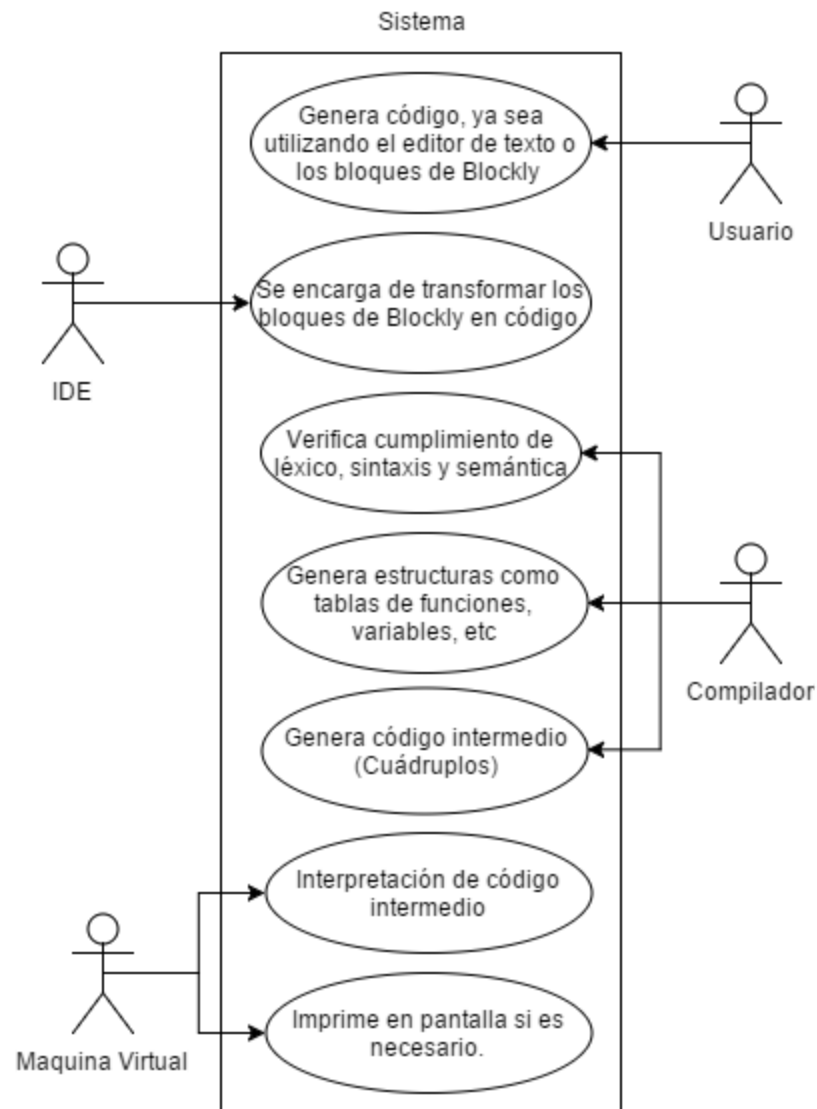 Sistema
Genera código, ya sea
utilizando el editor de texto o
los bloques de Blockly
Usuario
Se encarga de transformar los
bloques de Blockly en código
IDE
Verifica cumplimiento de
léxico, sintaxis y semántica
Genera estructuras como
tablas de funciones,
variables, etc
Compilador
Genera código intermedio
(Cuádruplos)
Interpretación de código
intermedio
Imprime en pantalla si es
necesario.
Maquina Virtual